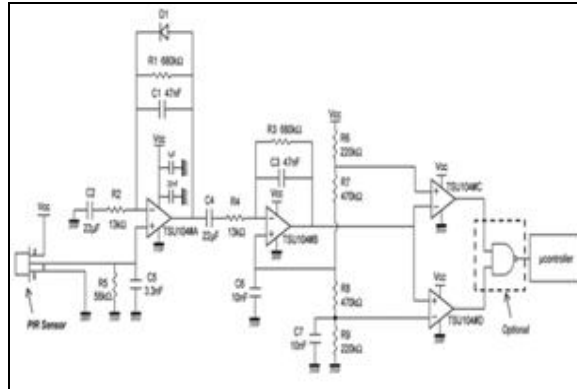 D1
R1 680kΩ
C1 47nF
Vcc
R3 680kΩ
C3 47nF
Vcc
R6
220kΩ
R7
470kΩ
Vcc
TSU104MC
Vcc
C2
22µF
R2
13kΩ
TSU104MA
C4
22µF
R4
13kΩ
Vcc
TSU104MB
µcontroller
R5
56kΩ
C5
3.3nF
PIR Sensor
C6
10nF
R8
470kΩ
Vcc
TSU104MD
Optional
C7
10nF
R9
220kΩ